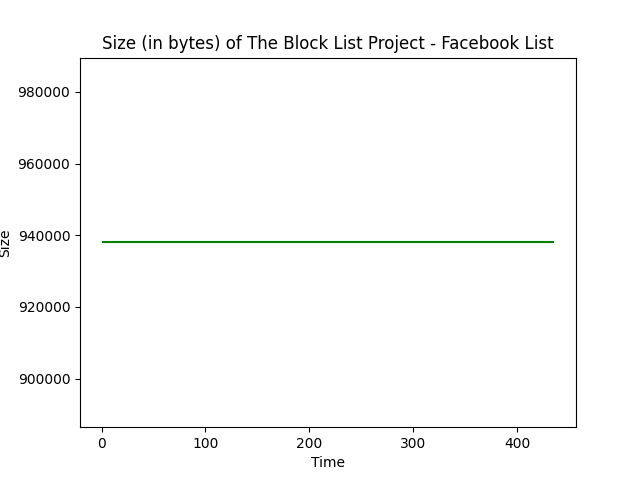 Size (in bytes) of The Block List Project - Facebook List
980000
960000
940000
920000
900000
Size
0 100 200 300 400
Time